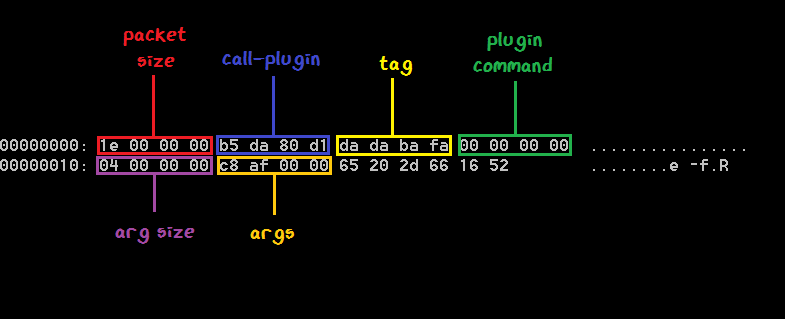 packet
size
call-plugin
tag
plugin
command
00000000: 1e 00 00 00 b5 da 80 d1 da da ba fa 00 00 00 00 ................
00000010: 04 00 00 00 c8 af 00 00 65 20 2d 66 16 52 ........e -f.R
arg size
args